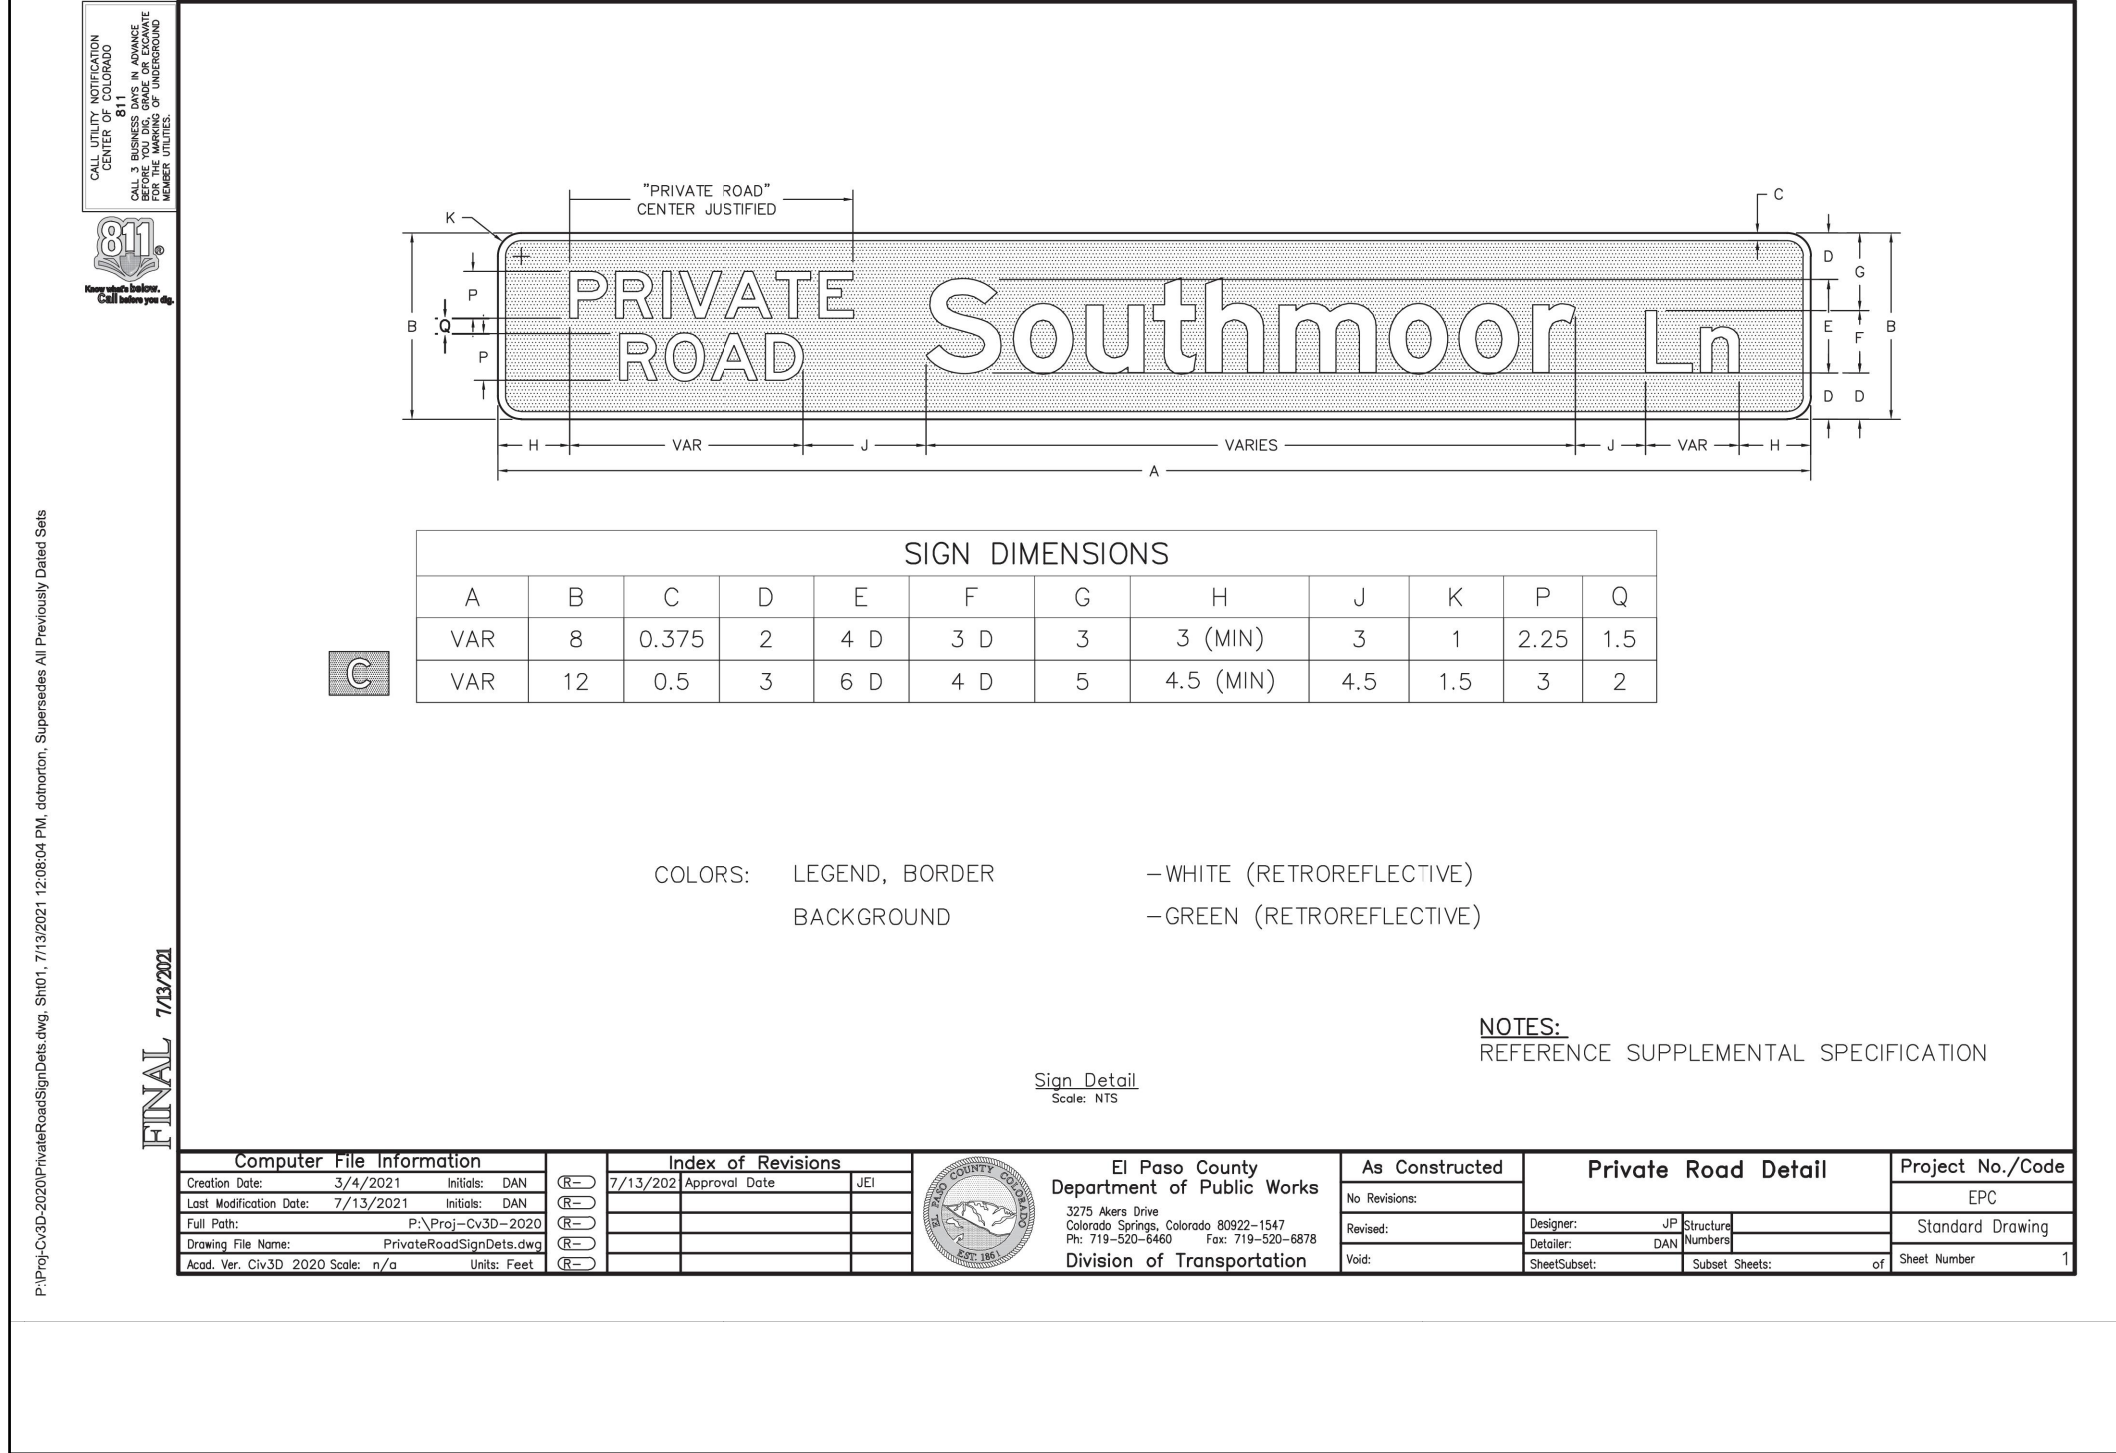 CALL UTILITY NOTIFICATION
CENTER OF COLORADO
811
CALL 3 BUSINESS DAYS IN ADVANCE
BEFORE YOU DIG, GRADE OR EXCAVATE
FOR THE MARKING OF UNDERGROUND
MEMBER UTILITIES.
811®
Know what's below.
Call before you dig.
P:\Proj-Cv3D-2020\PrivateRoadSignDets.dwg, Sht01, 7/13/2021 12:08:04 PM, dotnorton, Supersedes All Previously Dated Sets
FINAL 7/13/2021
"PRIVATE ROAD"
CENTER JUSTIFIED
K
C
PRIVATE
ROAD
Southmoor Ln
B
P
Q
P
D
G
E
F
B
D
D
H VAR J VARIES J VAR H
A
SIGN DIMENSIONS
A B C D E F G H J K P Q
VAR 8 0.375 2 4 D 3 D 3 3 (MIN) 3 1 2.25 1.5
C
VAR 12 0.5 3 6 D 4 D 5 4.5 (MIN) 4.5 1.5 3 2
COLORS: LEGEND, BORDER -WHITE (RETROREFLECTIVE)
BACKGROUND -GREEN (RETROREFLECTIVE)
NOTES:
REFERENCE SUPPLEMENTAL SPECIFICATION
Sign Detail
Scale: NTS
Computer File Information
Creation Date: 3/4/2021 Initials: DAN
Last Modification Date: 7/13/2021 Initials: DAN
Full Path: P:\Proj-Cv3D-2020
Drawing File Name: PrivateRoadSignDets.dwg
Acad. Ver. Civ3D 2020 Scale: n/a Units: Feet
R-
R-
R-
R-
R-
Index of Revisions
7/13/202 Approval Date JEI
EL PASO COUNTY COLORADO
EST. 1861
El Paso County
Department of Public Works
3275 Akers Drive
Colorado Springs, Colorado 80922-1547
Ph: 719-520-6460 Fax: 719-520-6878
Division of Transportation
As Constructed
No Revisions:
Revised:
Void:
Private Road Detail
Designer: JP
Detailer: DAN
Structure
Numbers
SheetSubset: Subset Sheets: of
Project No./Code
EPC
Standard Drawing
Sheet Number 1